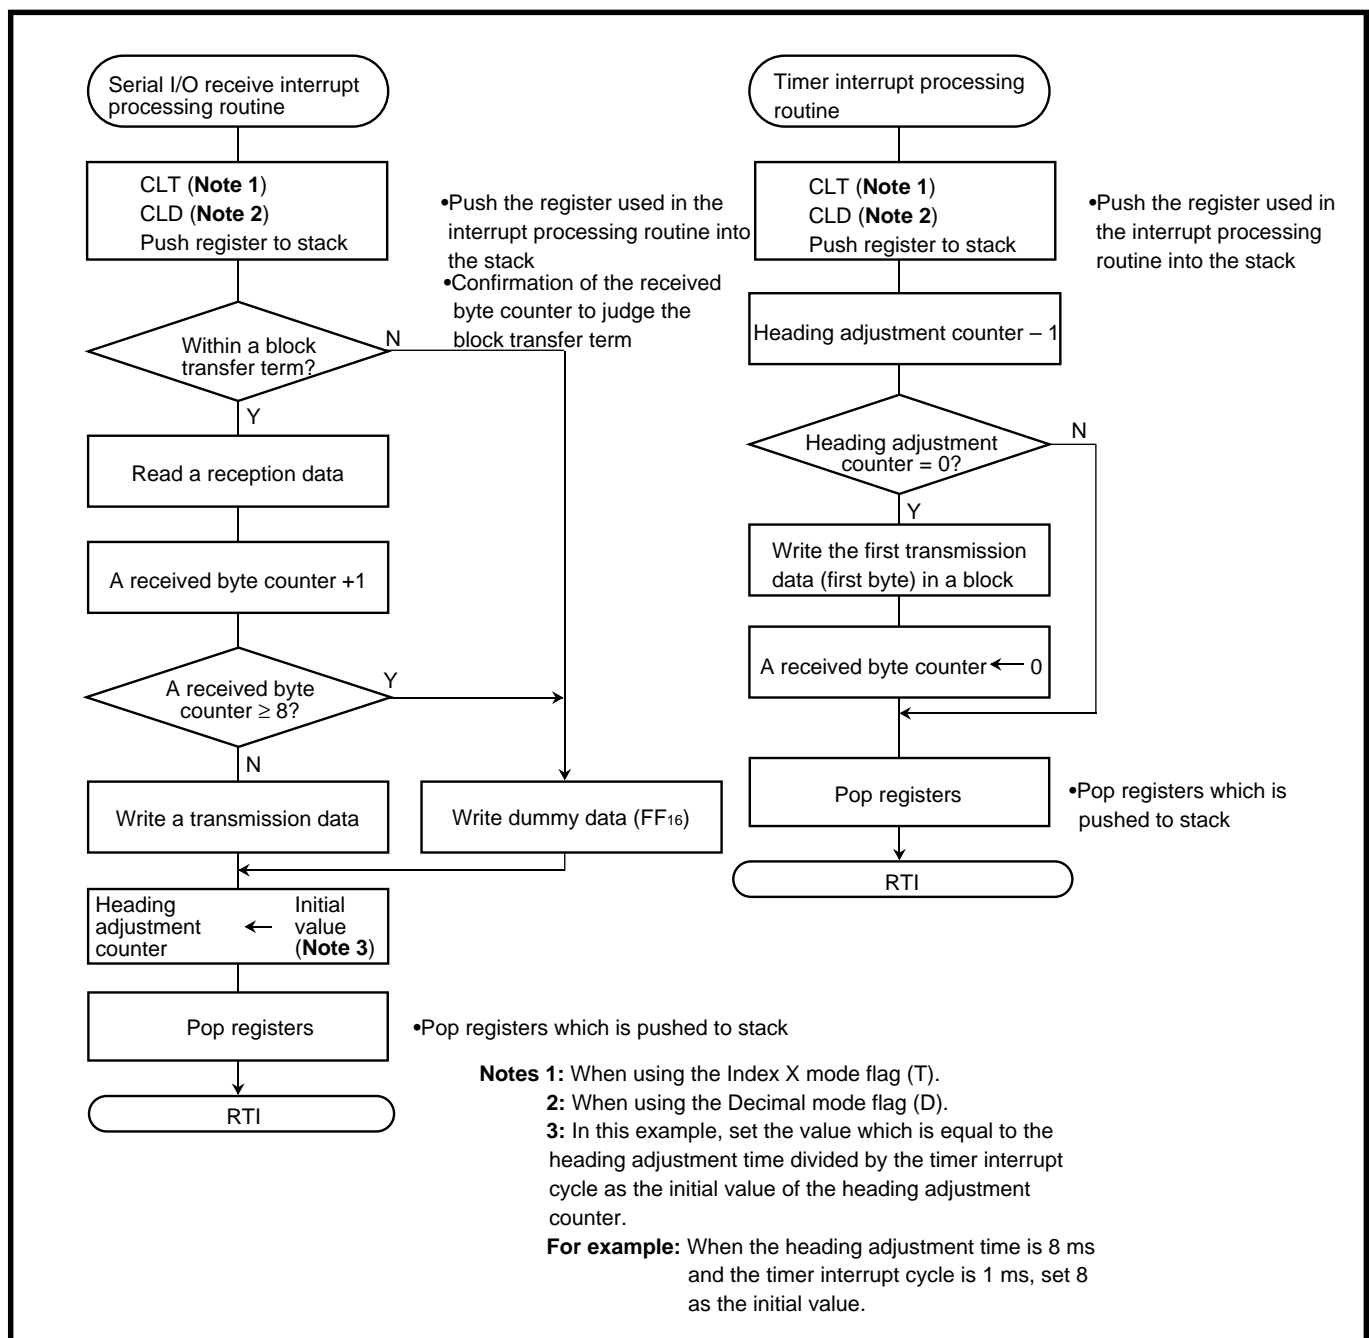 Serial I/O receive interrupt
processing routine
CLT (Note 1)
CLD (Note 2)
Push register to stack
•Push the register used in the
interrupt processing routine into
the stack
•Confirmation of the received
byte counter to judge the
block transfer term
Within a block
transfer term?
N
Y
Read a reception data
A received byte counter +1
A received byte
counter ≥ 8?
Y
N
Write a transmission data
Write dummy data (FF16)
Heading
adjustment
counter
←
Initial
value
(Note 3)
Pop registers
•Pop registers which is pushed to stack
RTI
Timer interrupt processing
routine
CLT (Note 1)
CLD (Note 2)
Push register to stack
•Push the register used in
the interrupt processing
routine into the stack
Heading adjustment counter – 1
Heading adjustment
counter = 0?
N
Y
Write the first transmission
data (first byte) in a block
A received byte counter ← 0
Pop registers
•Pop registers which is
pushed to stack
RTI
Notes 1: When using the Index X mode flag (T).
2: When using the Decimal mode flag (D).
3: In this example, set the value which is equal to the
heading adjustment time divided by the timer interrupt
cycle as the initial value of the heading adjustment
counter.
For example: When the heading adjustment time is 8 ms
and the timer interrupt cycle is 1 ms, set 8
as the initial value.